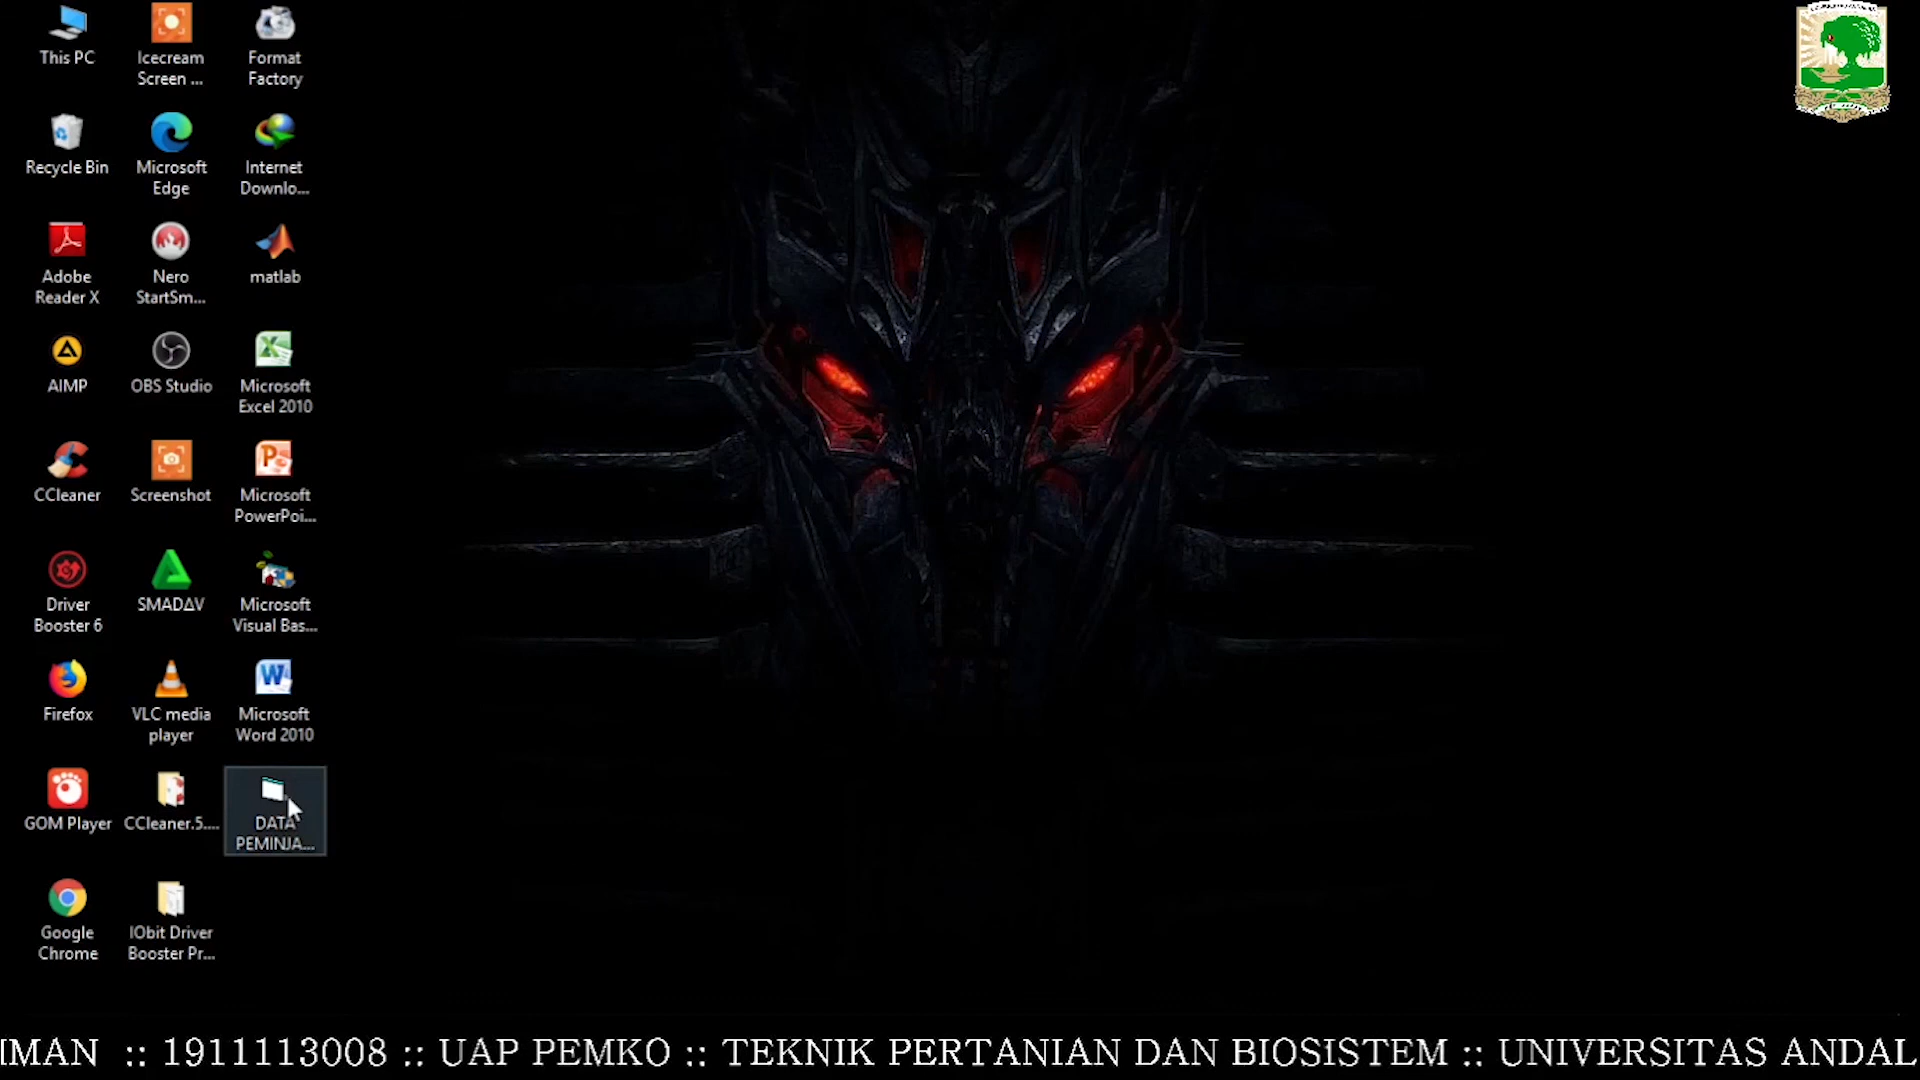 This PC
Icecream
Screen ...
Format
Factory
Recycle Bin
Microsoft
Edge
Internet
Downlo...
Adobe
Reader X
Nero
StartSm...
matlab
AIMP
OBS Studio
Microsoft
Excel 2010
CCleaner
Screenshot
Microsoft
PowerPoi...
Driver
Booster 6
SMADΔV
Microsoft
Visual Bas...
Firefox
VLC media
player
Microsoft
Word 2010
GOM Player
CCleaner.5....
DATA
PEMINJA...
Google
Chrome
IObit Driver
Booster Pr...
IMAN :: 1911113008 :: UAP PEMKO :: TEKNIK PERTANIAN DAN BIOSISTEM :: UNIVERSITAS ANDAL